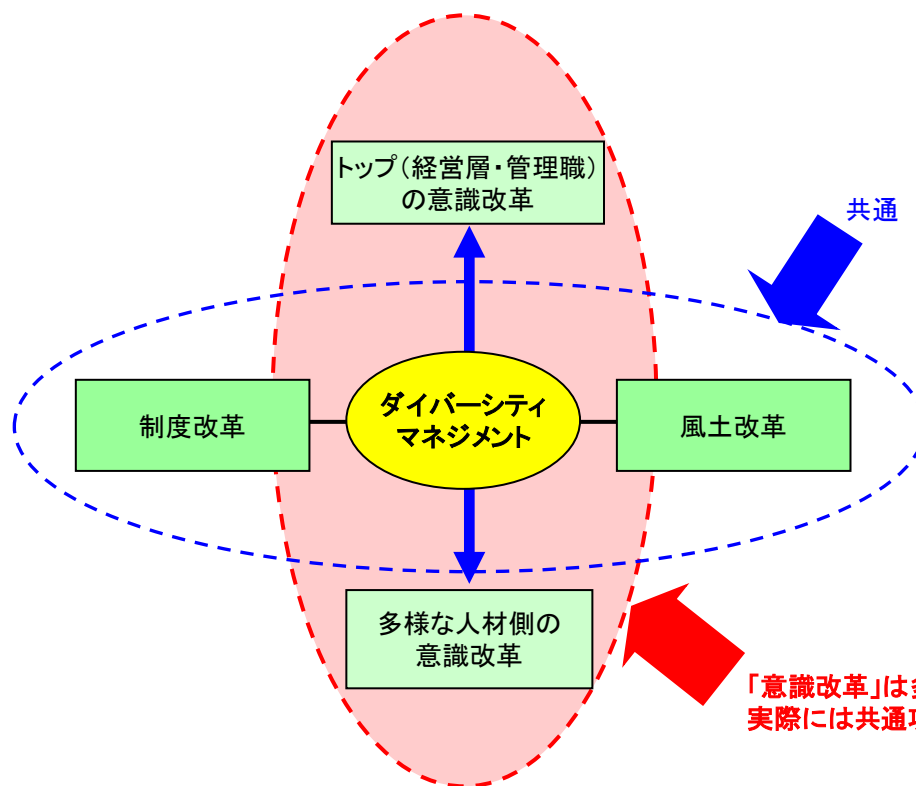 トップ（経営層・管理職）
の意識改革
共通
ダイバーシティ
マネジメント
制度改革
風土改革
多様な人材側の
意識改革
「意識改革」は
実際には共通